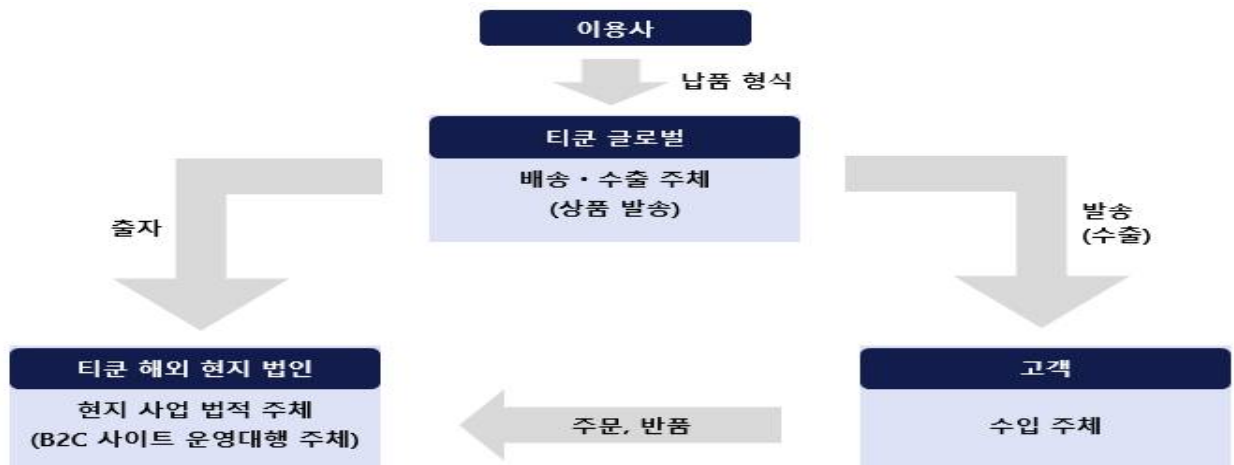 이용사
납품 형식
티쿤 글로벌
배송・수출 주체
(상품 발송)
출자
발송
(수출)
티쿤 해외 현지 법인
현지 사업 법적 주체
(B2C 사이트 운영대행 주체)
주문, 반품
고객
수입 주체